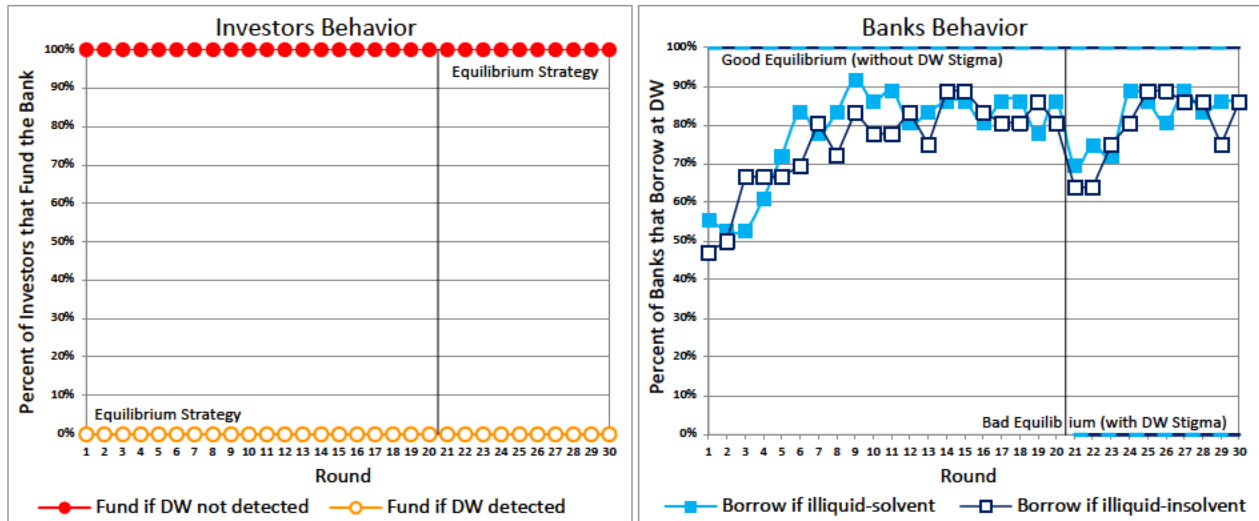 Investors Behavior
Percent of Investors that Fund the Bank
100%
90%
80%
70%
60%
50%
40%
30%
20%
10%
0%
Equilibrium Strategy
Equilibrium Strategy
1 2 3 4 5 6 7 8 9 10 11 12 13 14 15 16 17 18 19 20 21 22 23 24 25 26 27 28 29 30
Round
Fund if DW not detected Fund if DW detected
Banks Behavior
Percent of Banks that Borrow at DW
100%
90%
80%
70%
60%
50%
40%
30%
20%
10%
0%
Good Equilibrium (without DW Stigma)
Bad Equilibrium (with DW Stigma)
1 2 3 4 5 6 7 8 9 10 11 12 13 14 15 16 17 18 19 20 21 22 23 24 25 26 27 28 29 30
Round
Borrow if illiquid-solvent Borrow if illiquid-insolvent